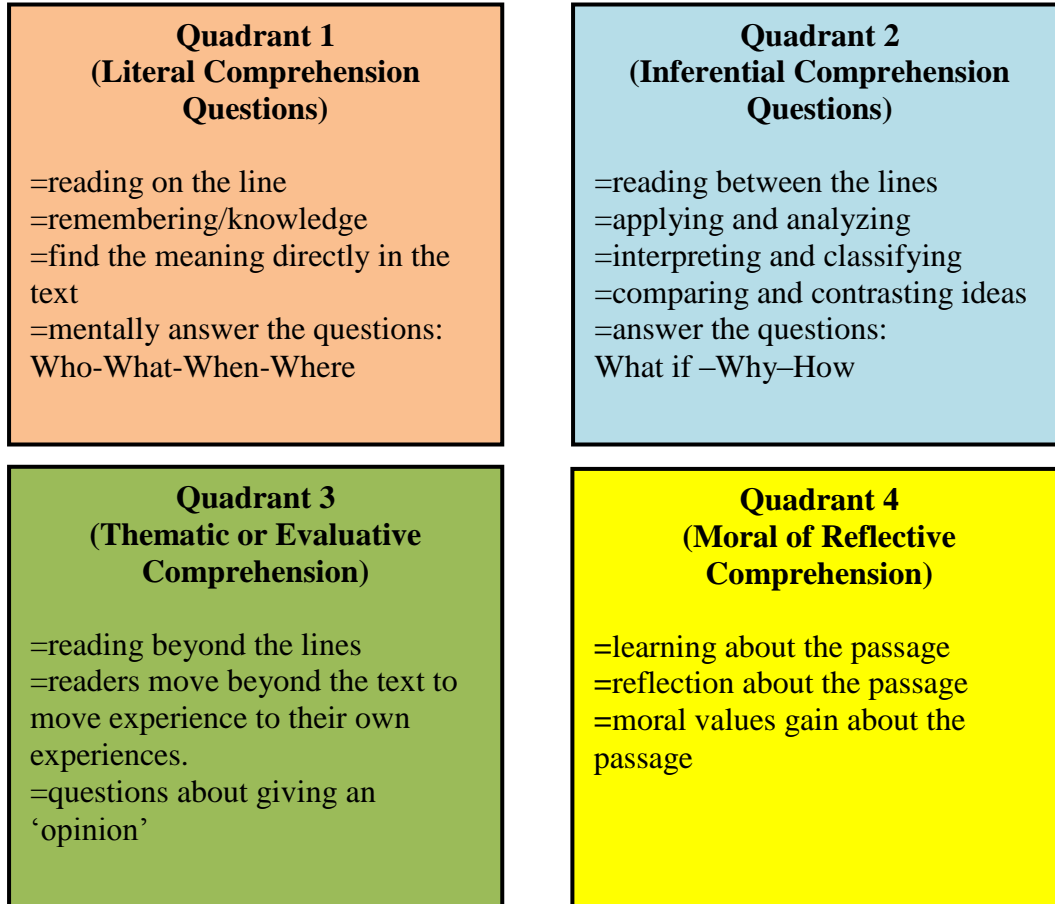 Quadrant 1
(Literal Comprehension
Questions)
=reading on the line
=remembering/knowledge
=find the meaning directly in the
text
=mentally answer the questions:
Who-What-When-Where
Quadrant 2
(Inferential Comprehension
Questions)
=reading between the lines
=applying and analyzing
=interpreting and classifying
=comparing and contrasting ideas
=answer the questions:
What if –Why–How
Quadrant 3
(Thematic or Evaluative
Comprehension)
=reading beyond the lines
=readers move beyond the text to
move experience to their own
experiences.
=questions about giving an
‘opinion’
Quadrant 4
(Moral of Reflective
Comprehension)
=learning about the passage
=reflection about the passage
=moral values gain about the
passage